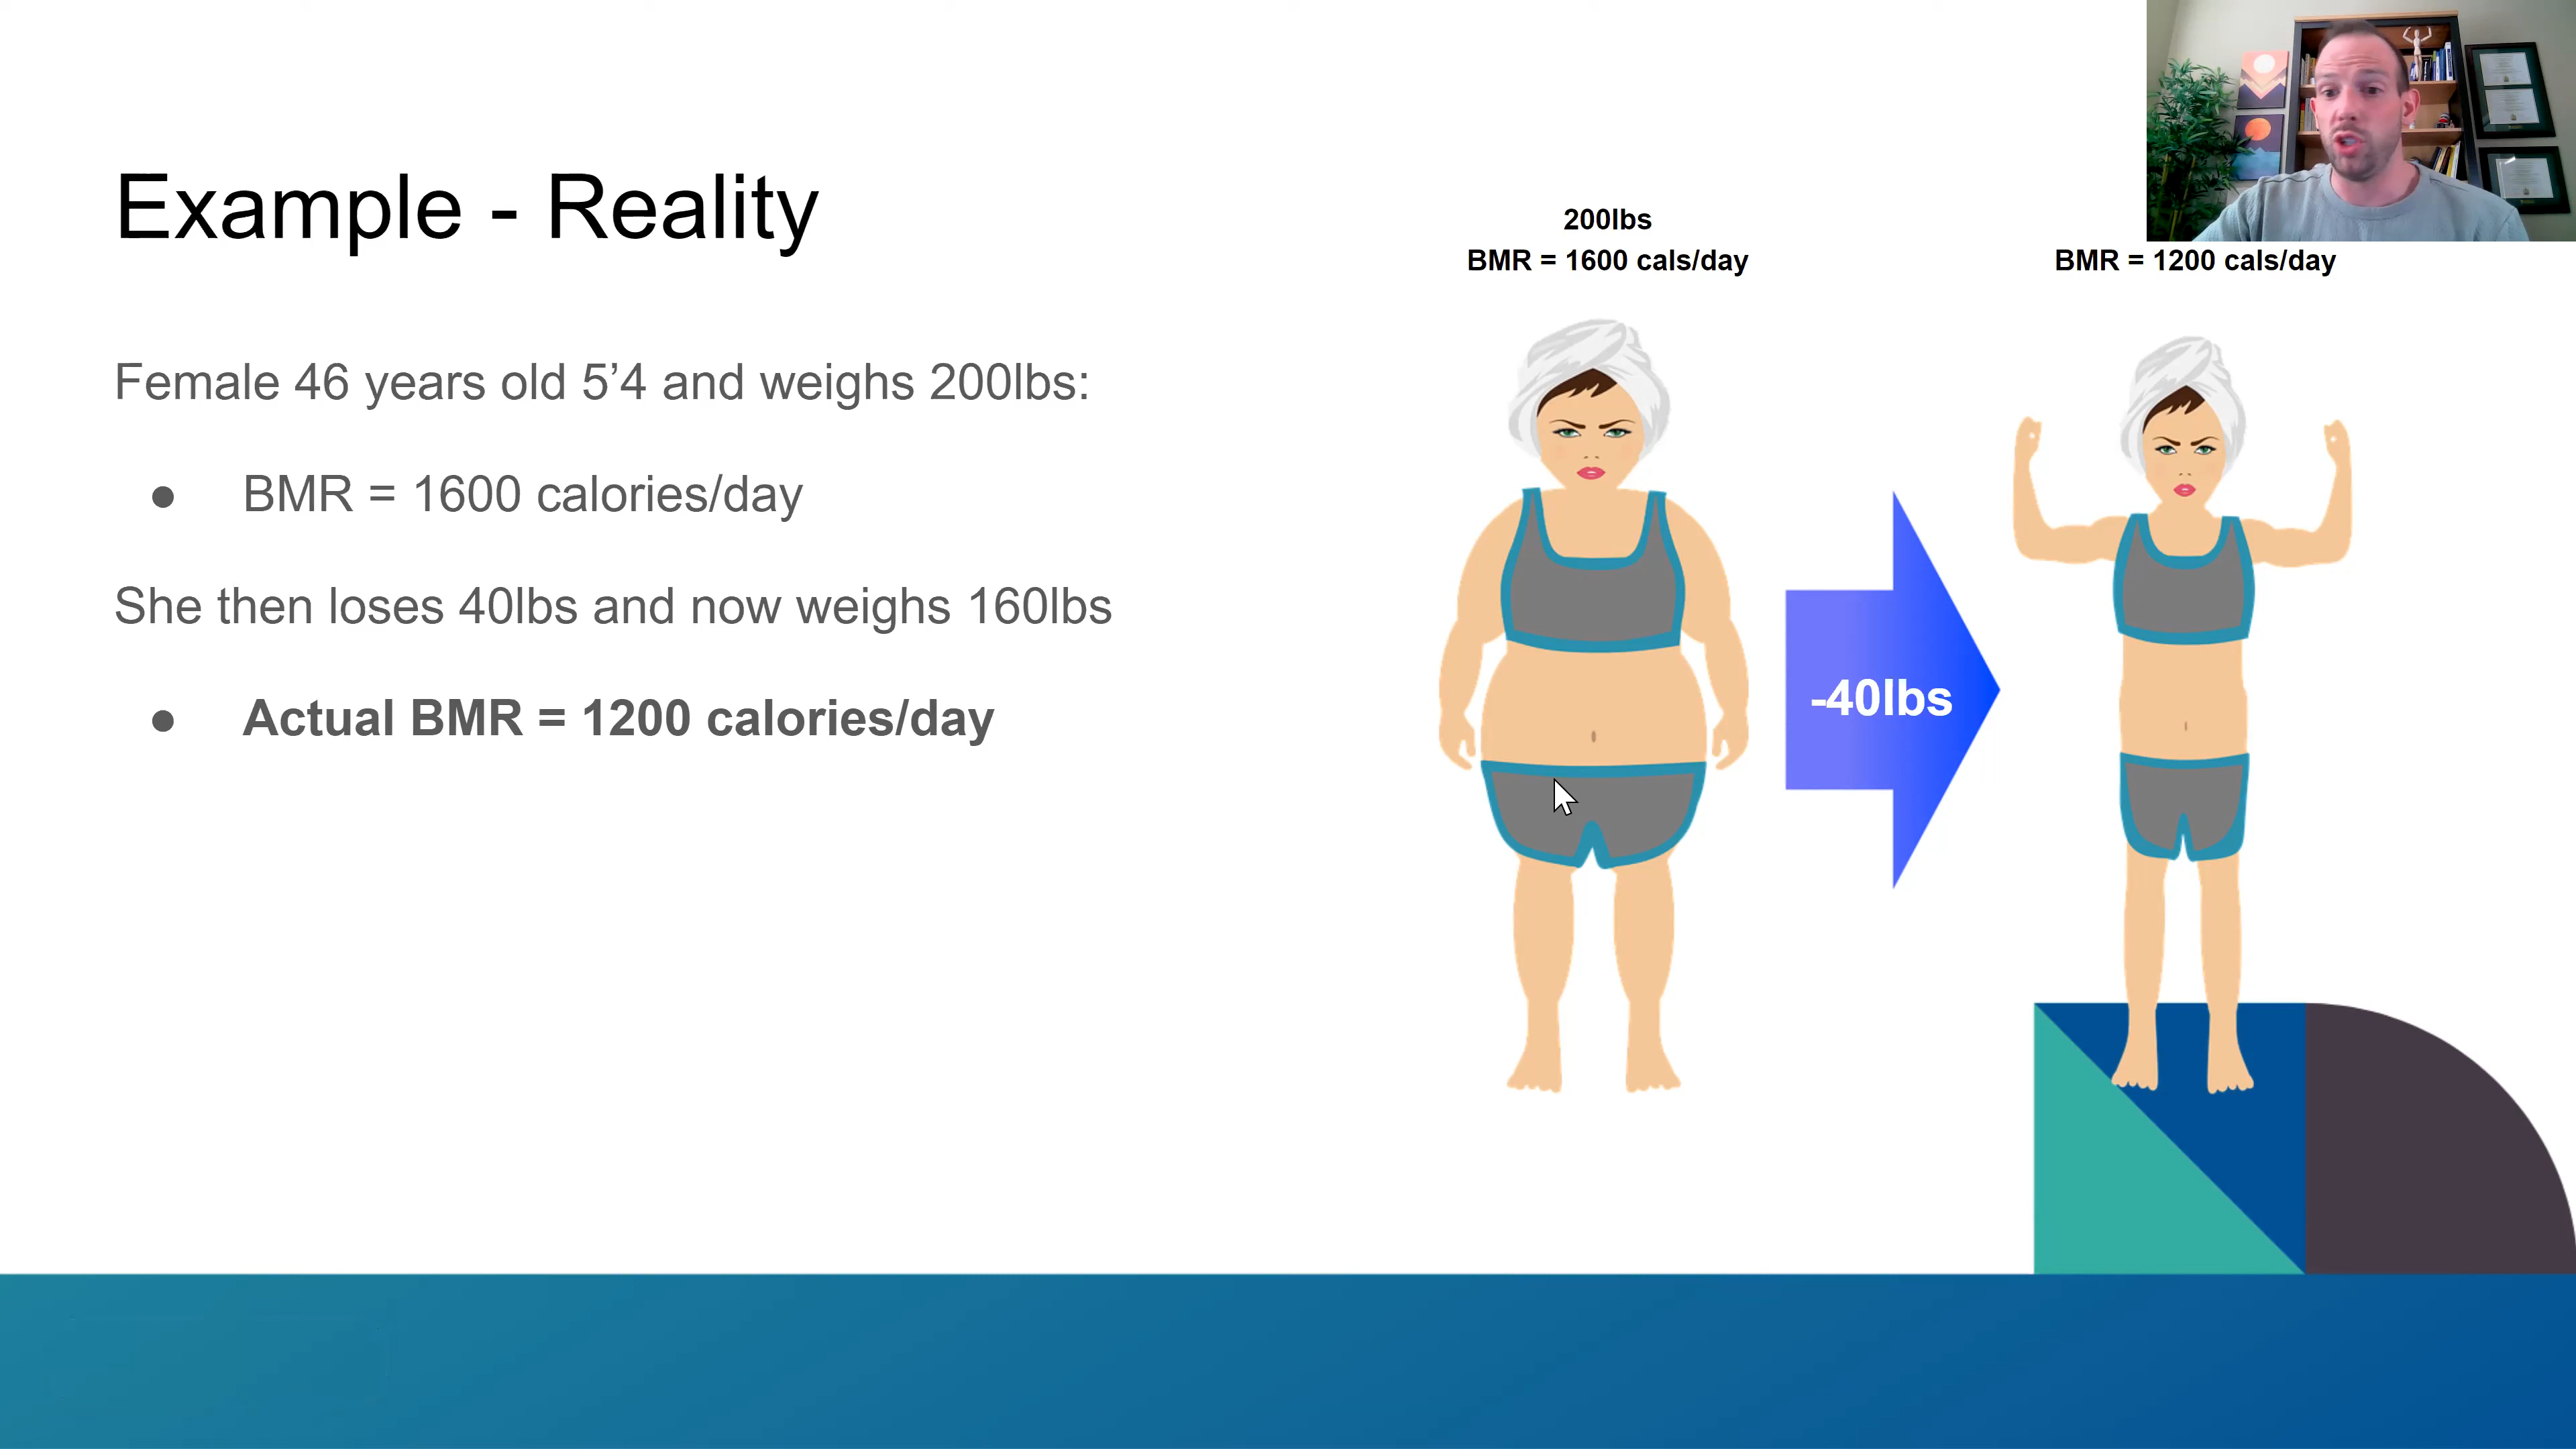 Example - Reality
Female 46 years old 5’4 and weighs 200lbs:
● BMR = 1600 calories/day
She then loses 40lbs and now weighs 160lbs
● Actual BMR = 1200 calories/day
200lbs
BMR = 1600 cals/day
-40lbs
BMR = 1200 cals/day